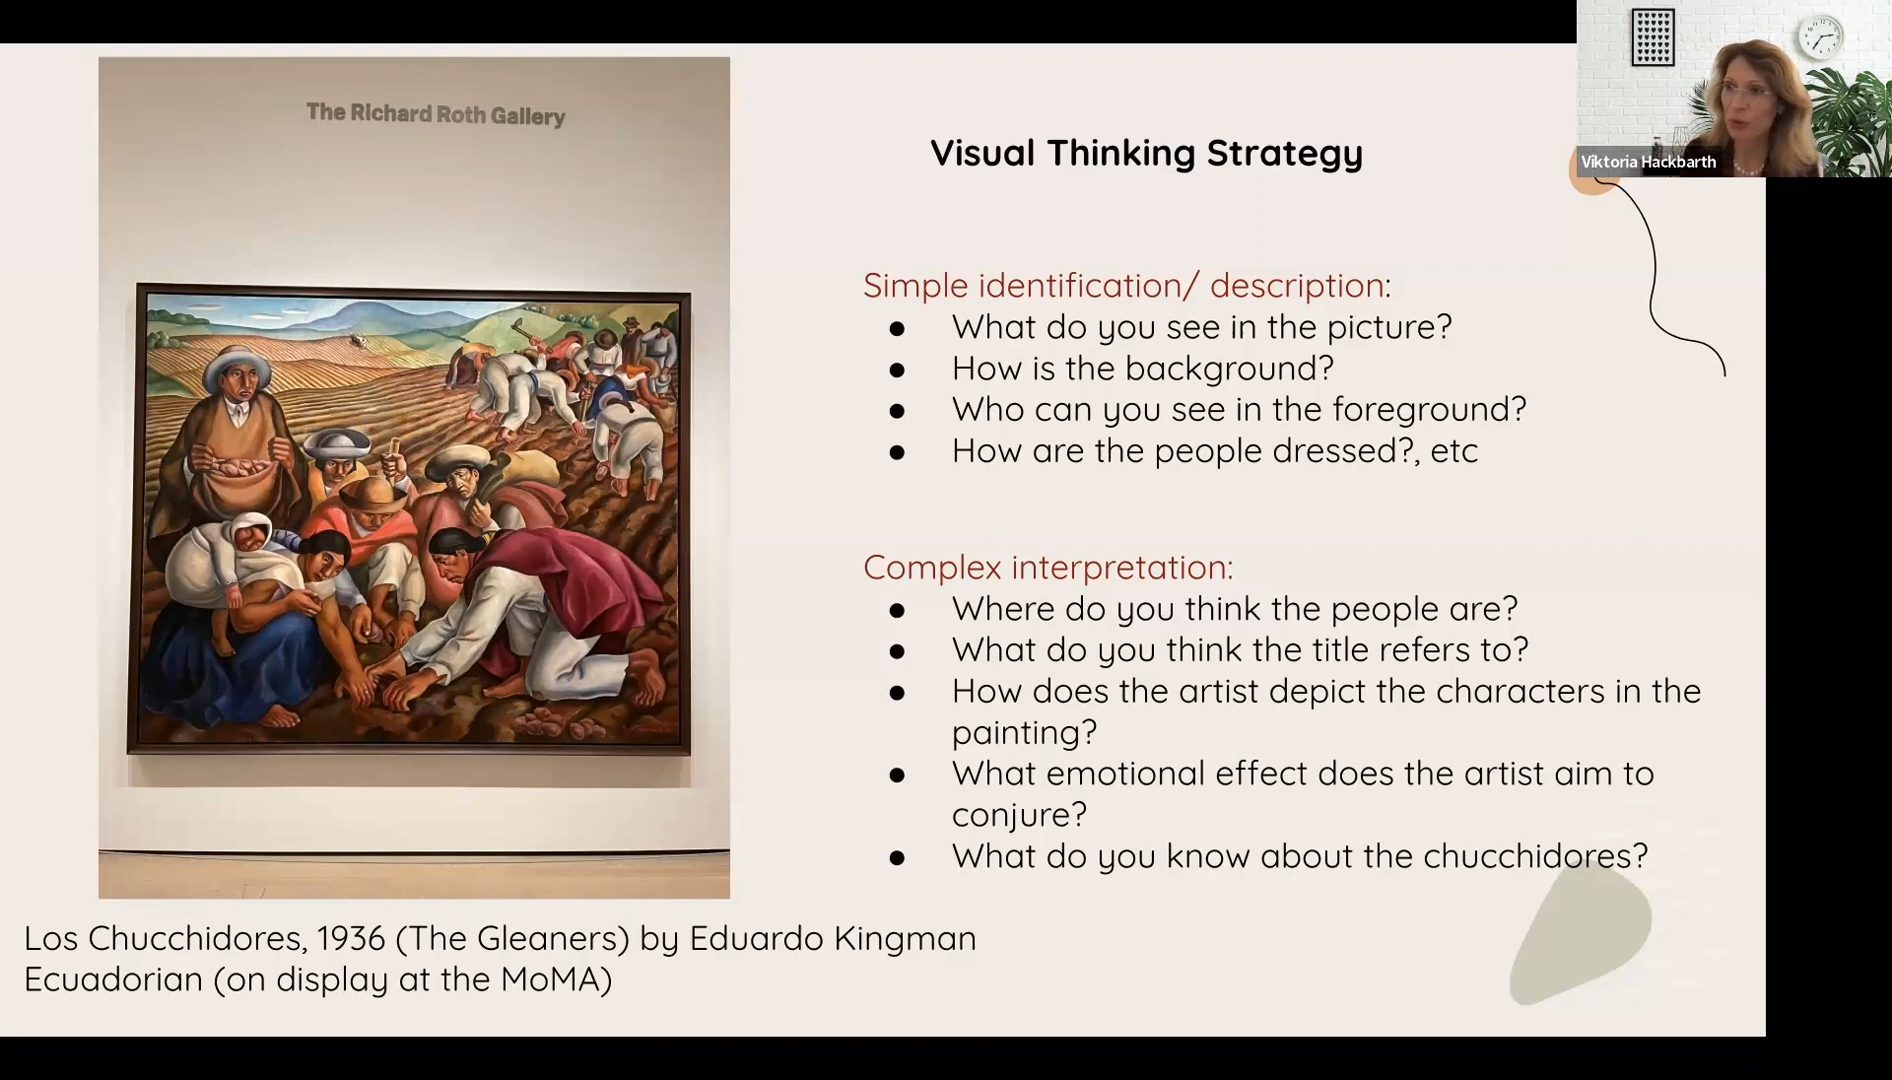 The Richard Roth Gallery
Visual Thinking Strategy
Viktoria Hackbarth
Simple identification/ description:
● What do you see in the picture?
● How is the background?
● Who can you see in the foreground?
● How are the people dressed?, etc
Complex interpretation:
● Where do you think the people are?
● What do you think the title refers to?
● How does the artist depict the characters in the
painting?
● What emotional effect does the artist aim to
conjure?
● What do you know about the chucchidores?
Los Chucchidores, 1936 (The Gleaners) by Eduardo Kingman
Ecuadorian (on display at the MoMA)